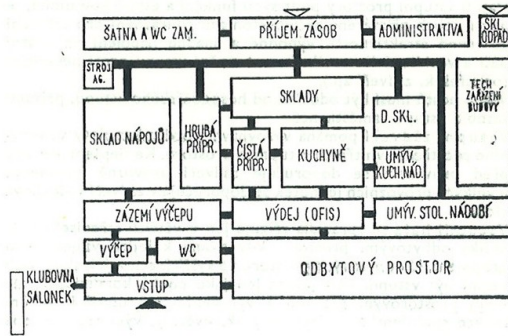 ŠATNA A WC ZAM.
PŘÍJEM ZÁSOB
ADMINISTRATIVA
SKL.
ODPAD
STROJ.
AG.
SKLADY
TECH.
ZAŘÍZENÍ
BUDOVY
SKLAD NÁPOJŮ
HRUBÁ
PŘÍPR.
D. SKL.
ČISTÁ
PŘÍPR.
KUCHYNĚ
UMÝV.
KUCH. NÁD.
ZÁZEMÍ VÝČEPU
VÝDEJ (OFIS)
UMÝV. STOL. NÁDOBÍ
VÝČEP
WC
ODBYTOVÝ PROSTOR
KLUBOVNA
SALONEK
VSTUP